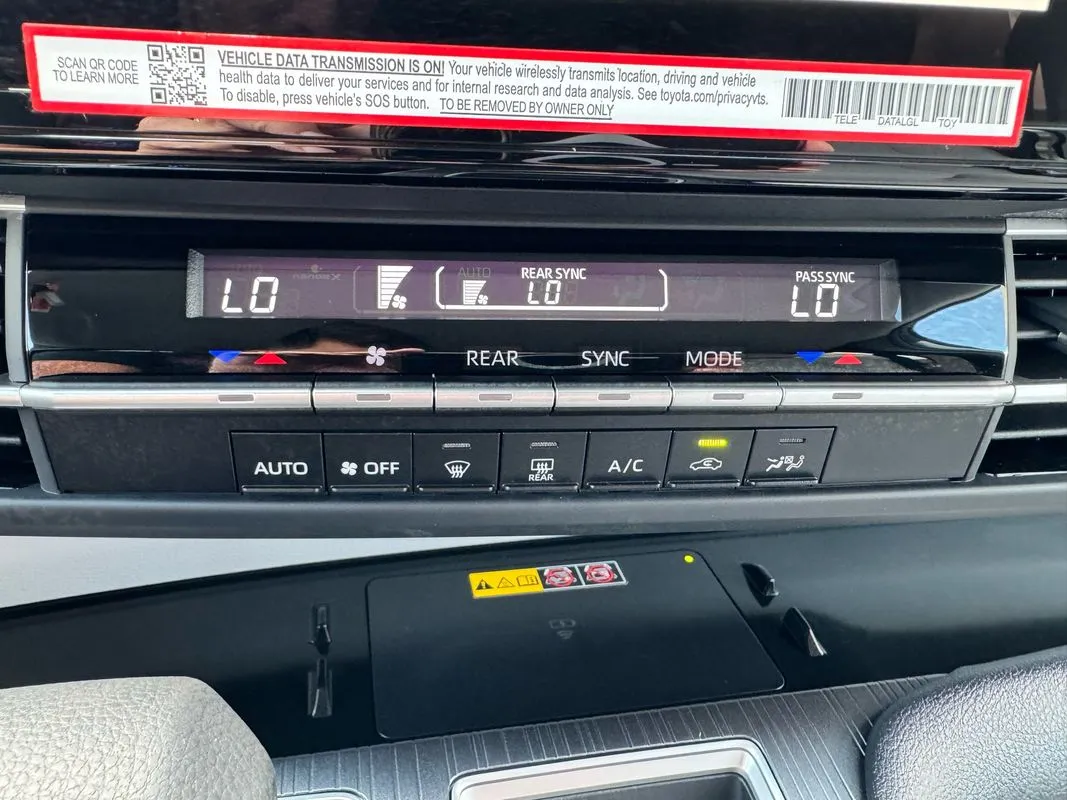 SCAN QR CODE
TO LEARN MORE
VEHICLE DATA TRANSMISSION IS ON! Your vehicle wirelessly transmits location, driving and vehicle
health data to deliver your services and for internal research and data analysis. See toyota.com/privacyvts.
To disable, press vehicle's SOS button. TO BE REMOVED BY OWNER ONLY
TELE DATALGL TOY
nanoe X AUTO REAR SYNC PASS SYNC
LO LO LO
REAR SYNC MODE
AUTO OFF REAR A/C